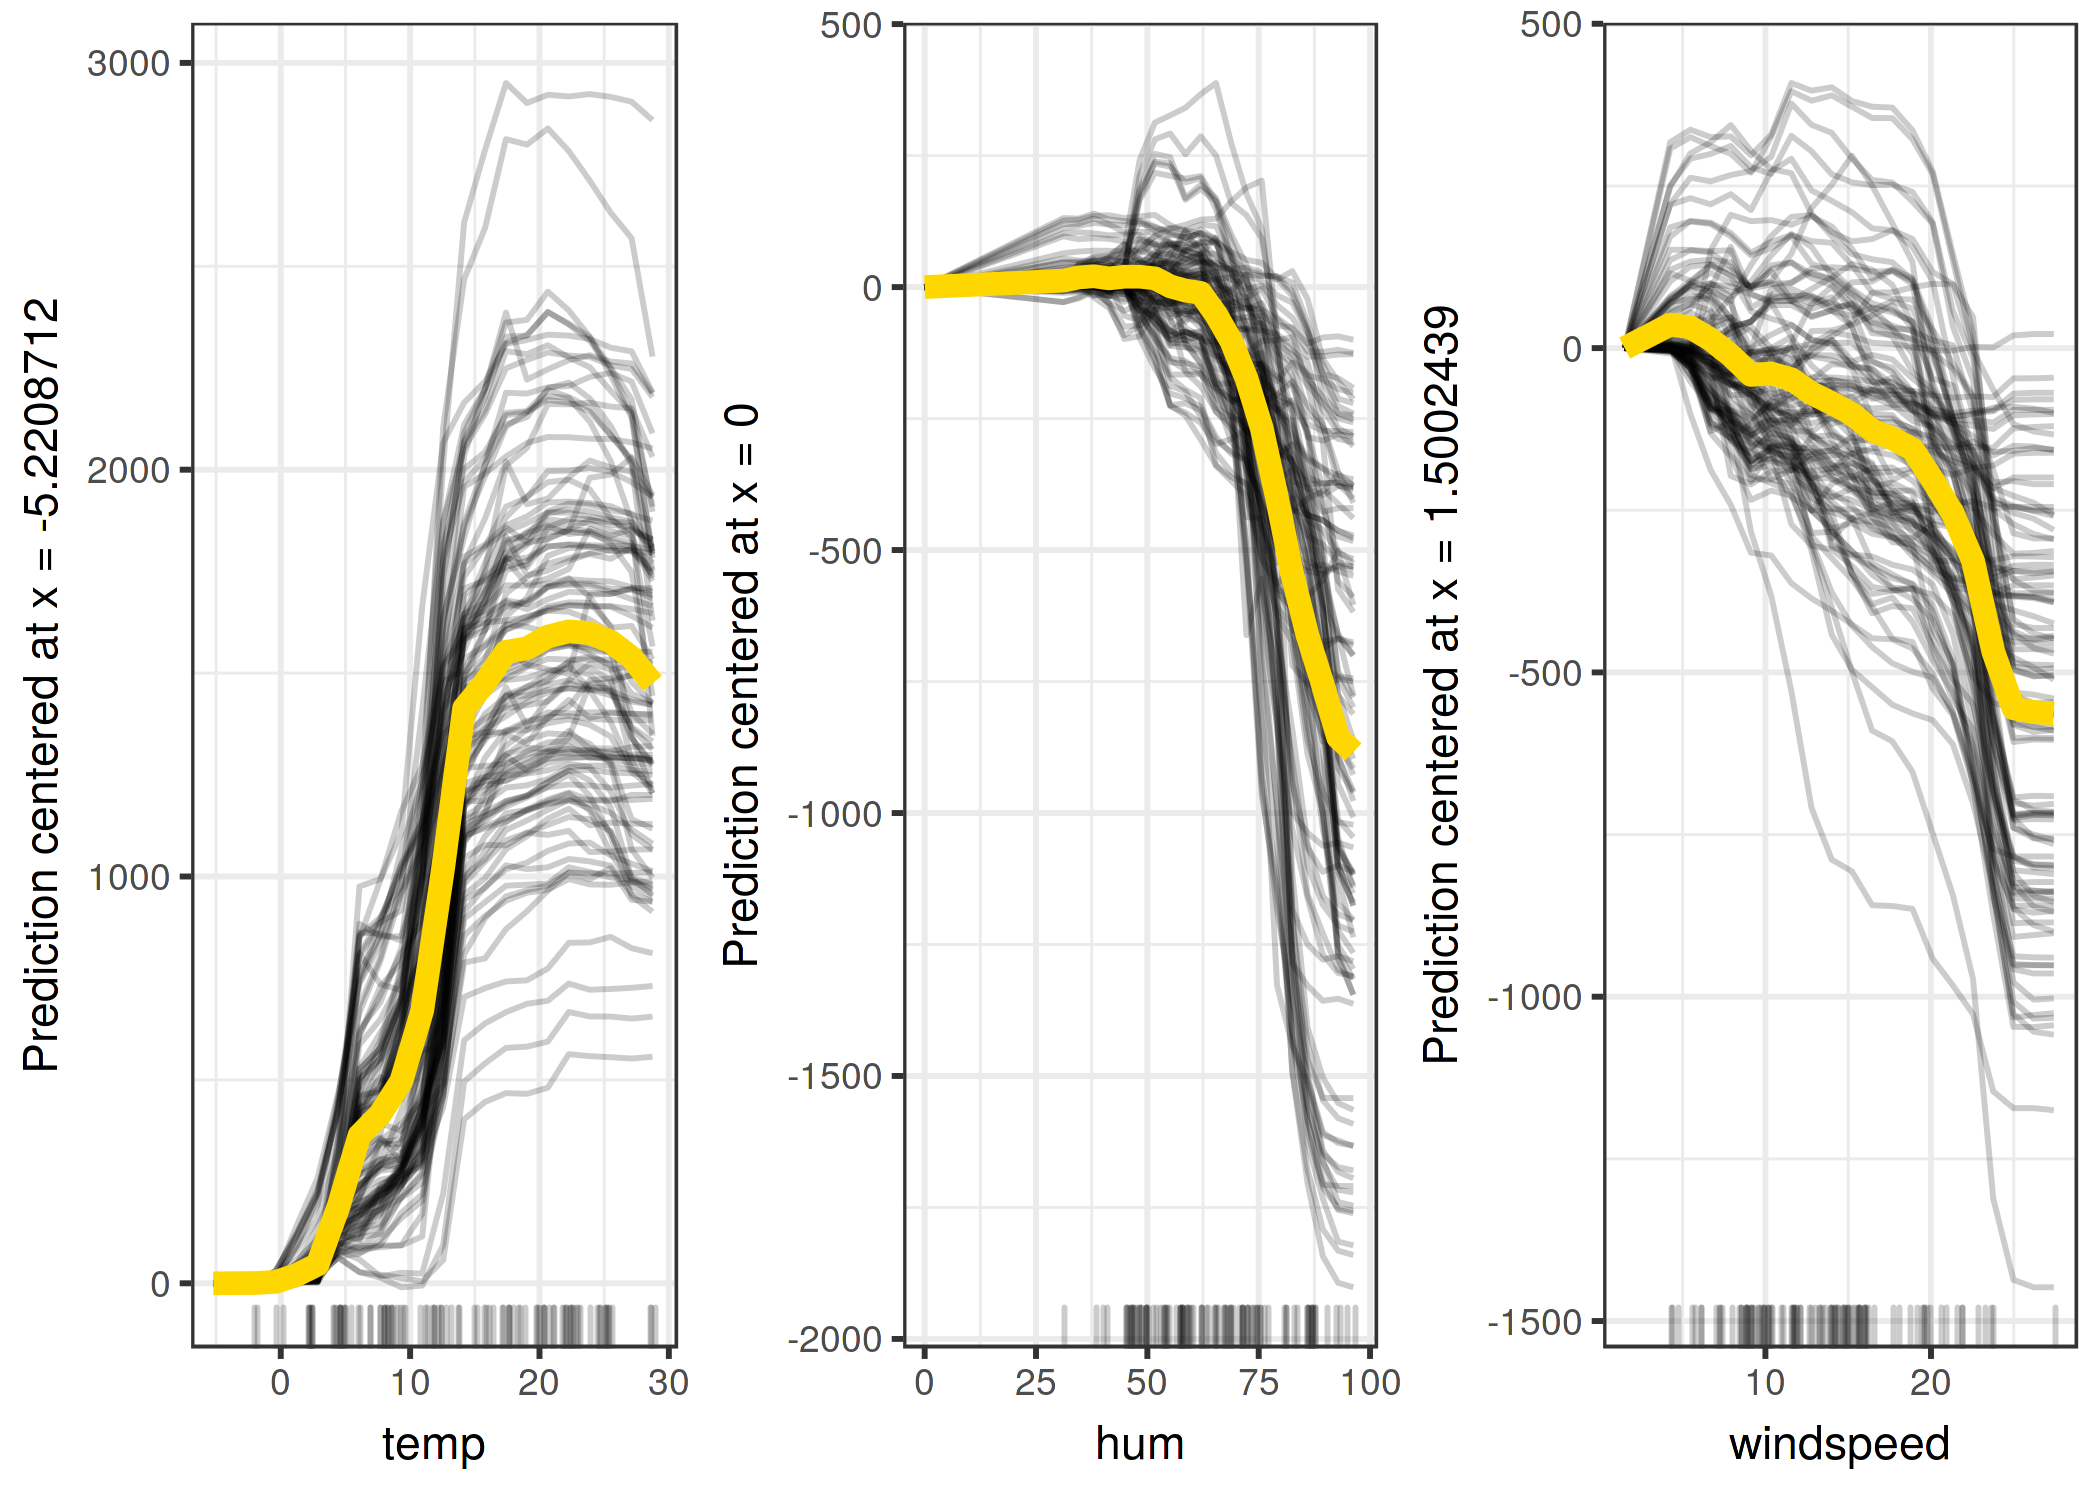 Prediction centered at x = -5.2208712
3000
2000
1000
0
0 10 20 30
temp
Prediction centered at x = 0
500
0
-500
-1000
-1500
-2000
0 25 50 75 100
hum
Prediction centered at x = 1.5002439
500
0
-500
-1000
-1500
10 20
windspeed